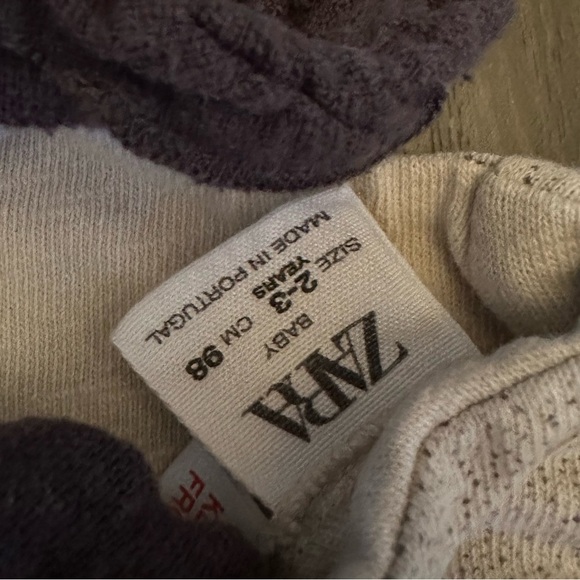 ZARA
BABY
SIZE 2-3 YEARS
CM 98
MADE IN PORTUGAL